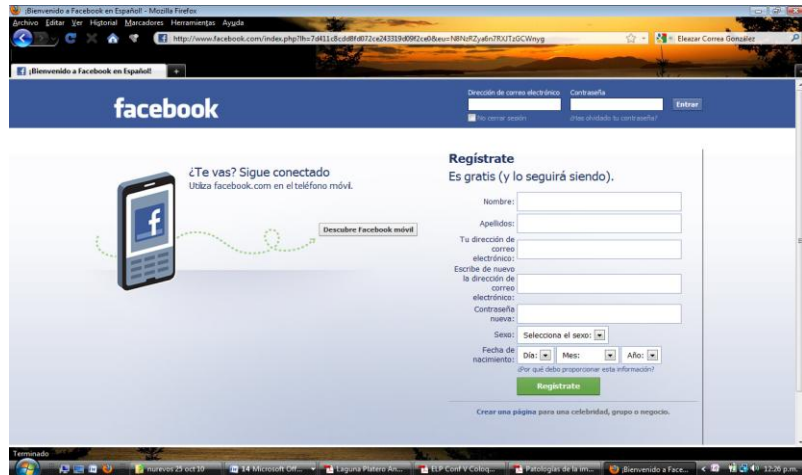 ¡Bienvenido a Facebook en Español! - Mozilla Firefox
Archivo Editar Ver Historial Marcadores Herramientas Ayuda
Eleazar Correa González
¡Bienvenido a Facebook en Español!
facebook
Dirección de correo electrónico
Contraseña
Entrar
No cerrar sesión
¿Has olvidado tu contraseña?
¿Te vas? Sigue conectado
Utiliza facebook.com en el teléfono móvil.
Descubre Facebook móvil
Regístrate
Es gratis (y lo seguirá siendo).
Nombre:
Apellidos:
Tu dirección de
correo
electrónico:
Escribe de nuevo
la dirección de
correo
electrónico:
Contraseña
nueva:
Sexo: Selecciona el sexo:
Fecha de
nacimiento:
Día: Mes: Año:
¿Por qué debo proporcionar esta información?
Regístrate
Crear una página para una celebridad, grupo o negocio.
Terminado
nurevos 25 oct 10
14 Microsoft Off...
Laguna Platero An...
ELP Conf V Coloq...
Patologías de la im...
¡Bienvenido a Face...
12:26 p.m.